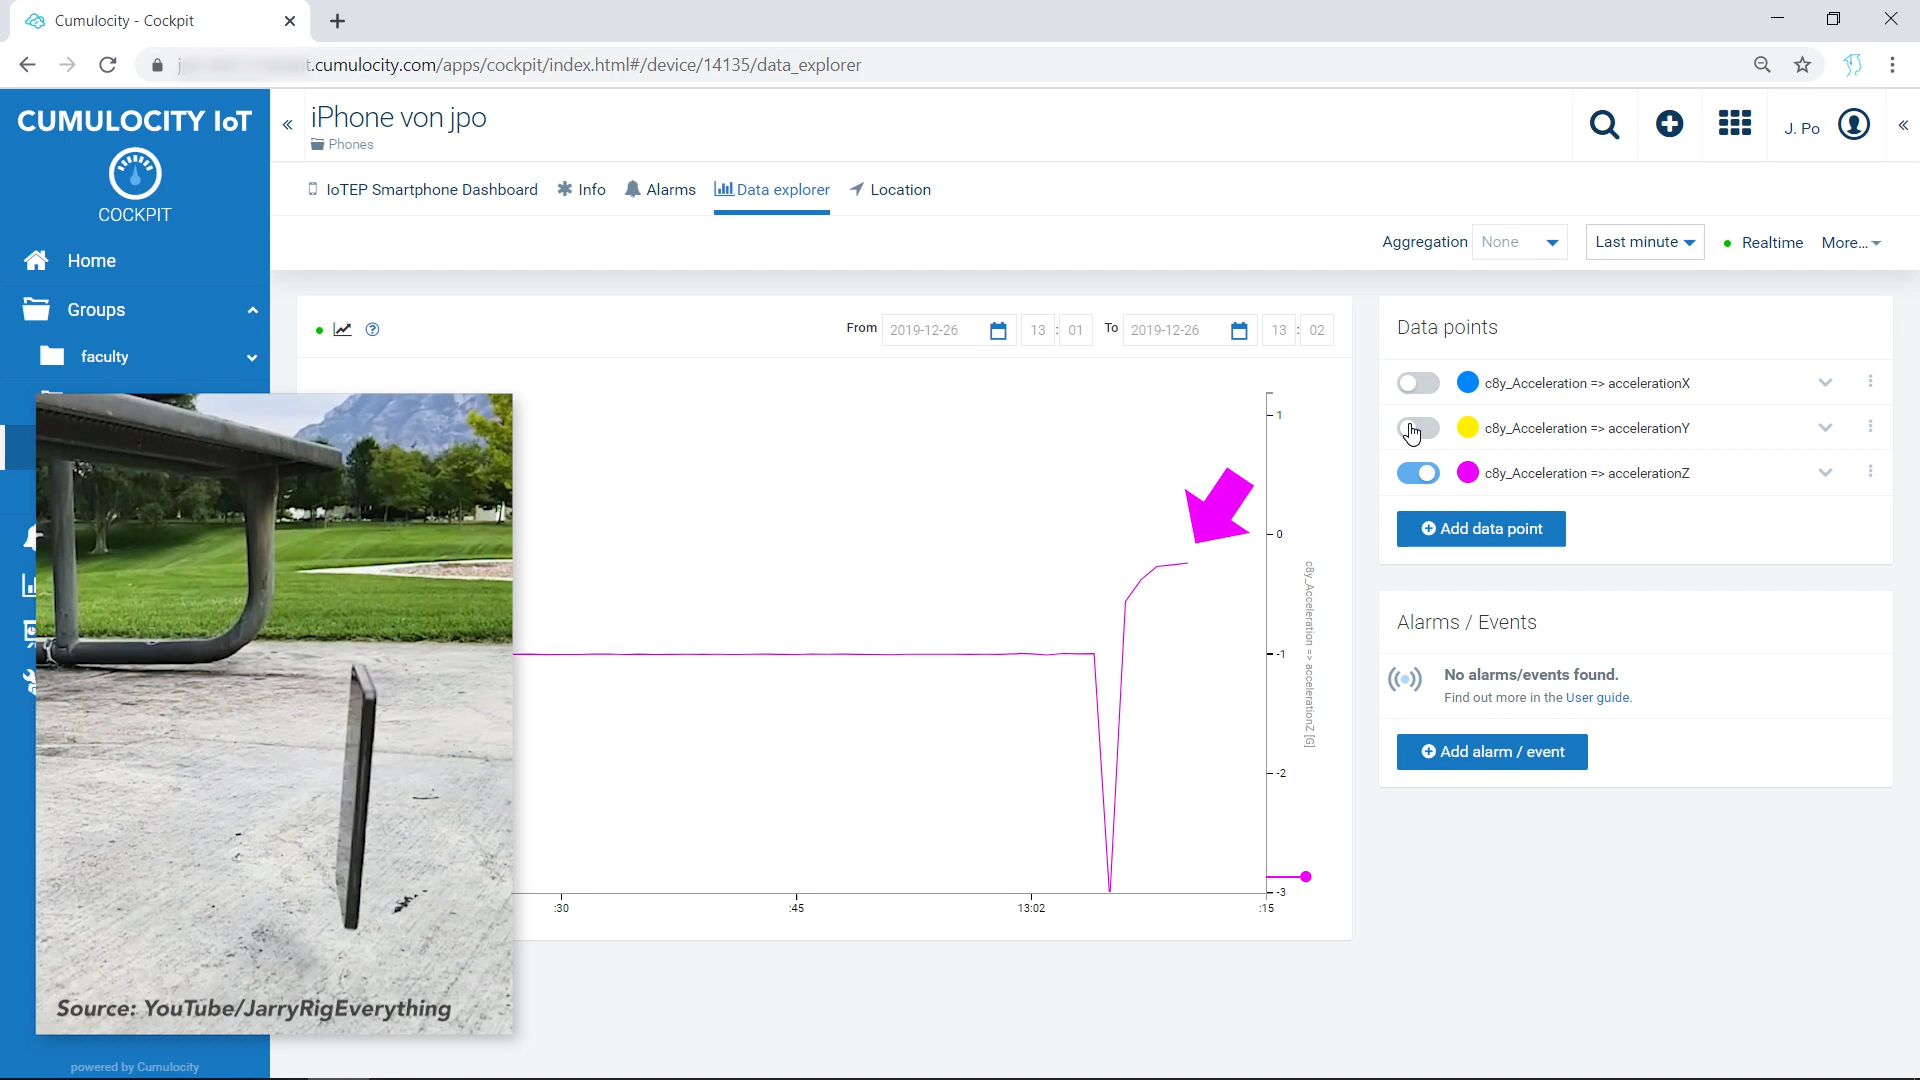 Cumulocity - Cockpit
.cumulocity.com/apps/cockpit/index.html#/device/14135/data_explorer
CUMULOCITY IoT
COCKPIT
Home
Groups
faculty
powered by Cumulocity
iPhone von jpo
Phones
J. Po
IoTEP Smartphone Dashboard
Info
Alarms
Data explorer
Location
Aggregation None
Last minute
Realtime
More...
From 2019-12-26 13 : 01 To 2019-12-26 13 : 02
1
0
-1
-2
-3
c8y_Acceleration => accelerationZ [G]
:30 :45 13:02 :15
Source: YouTube/JarryRigEverything
Data points
c8y_Acceleration => accelerationX
c8y_Acceleration => accelerationY
c8y_Acceleration => accelerationZ
Add data point
Alarms / Events
No alarms/events found.
Find out more in the User guide.
Add alarm / event